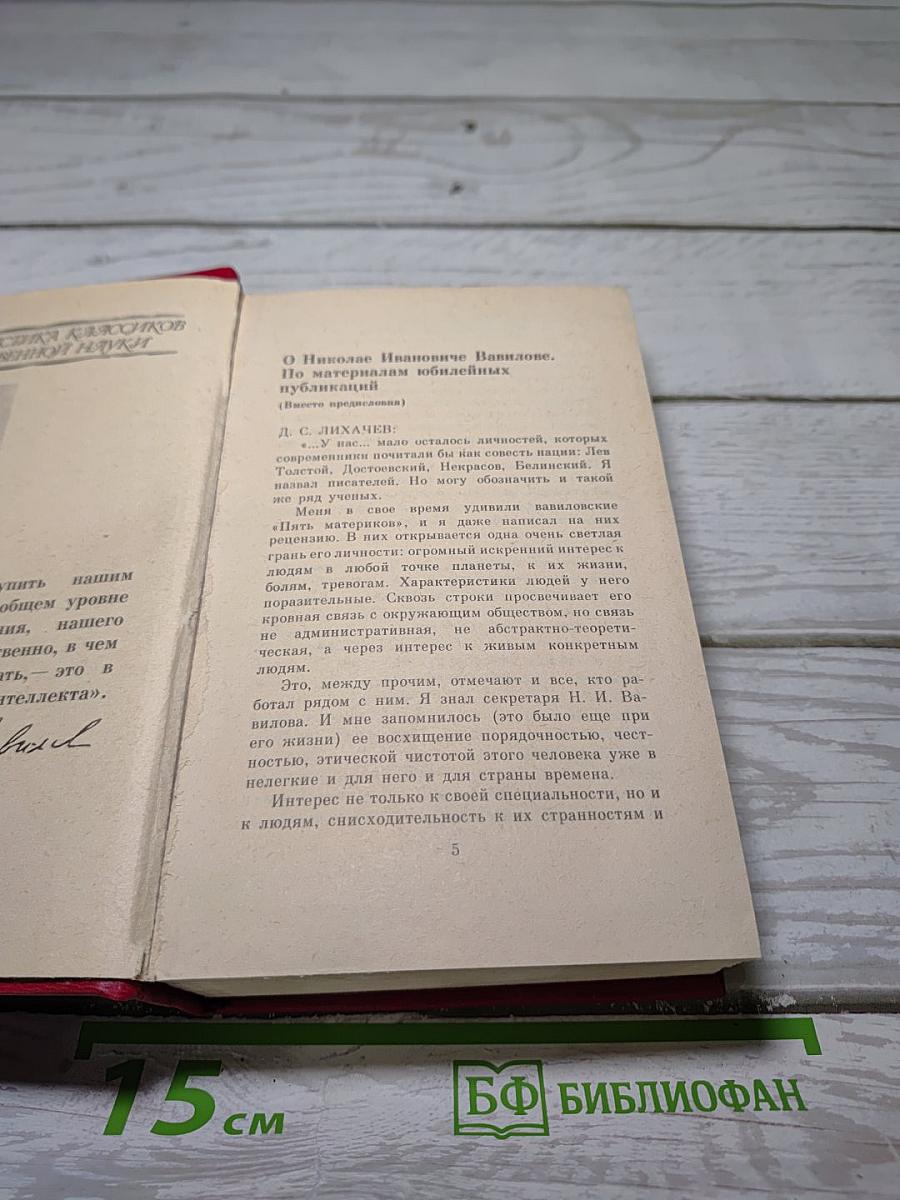 КЛАССИКОВ
НАУКИ
нашим
общем уровне
нашего
в чем
это в
О Николае Ивановиче Вавилове.
По материалам юбилейных
публикаций
(Вместо предисловия)
Д. С. ЛИХАЧЕВ:
«...У нас... мало осталось личностей, которых
современники почитали бы как совесть нации: Лев
Толстой, Достоевский, Некрасов, Белинский. Я
назвал писателей. Но могу обозначить и такой
же ряд ученых.
Меня в свое время удивили вавиловские
«Пять материков», и я даже написал на них
рецензию. В них открывается одна очень светлая
грань его личности: огромный искренний интерес к
людям в любой точке планеты, к их жизни,
болям, тревогам. Характеристики людей у него
поразительные. Сквозь строки просвечивает его
кровная связь с окружающим обществом, но связь
не административная, не абстрактно-теорети-
ческая, а через интерес к живым конкретным
людям.
Это, между прочим, отмечают и все, кто ра-
ботал рядом с ним. Я знал секретаря Н. И. Ва-
вилова. И мне запомнилось (это было еще при
его жизни) ее восхищение порядочностью, чест-
ностью, этической чистотой этого человека уже в
нелегкие и для него и для страны времена.
Интерес не только к своей специальности, но и
к людям, снисходительность к их странностям и
5
15 см
БФ БИБЛИОФАН